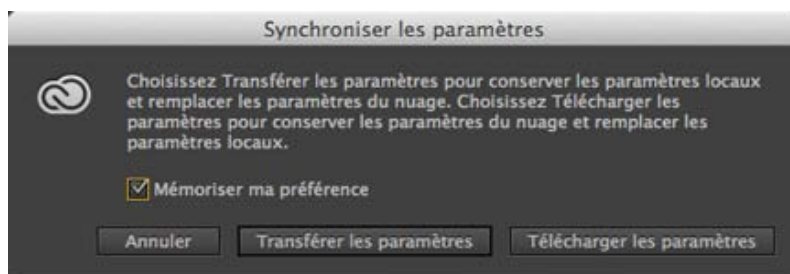 Synchroniser les paramètres
Choisissez Transférer les paramètres pour conserver les paramètres locaux
et remplacer les paramètres du nuage. Choisissez Télécharger les
paramètres pour conserver les paramètres du nuage et remplacer les
paramètres locaux.
Mémoriser ma préférence
Annuler
Transférer les paramètres
Télécharger les paramètres